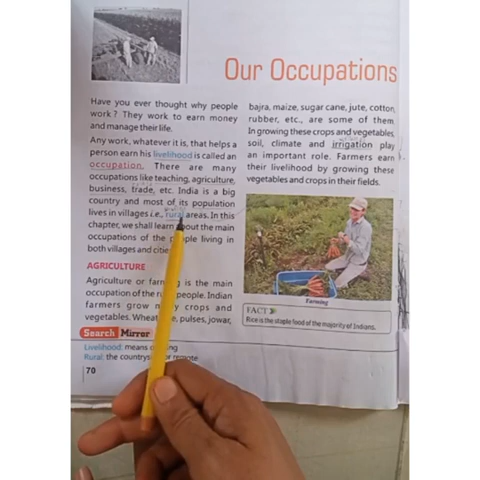 Our Occupations
Have you ever thought why people
work? They work to earn money
and manage their life.
Any work, whatever it is, that helps a
person earn his livelihood is called an
occupation. There are many
occupations like teaching, agriculture,
business, trade, etc. India is a big
country and most of its population
lives in villages i.e., rural areas. In this
chapter, we shall learn about the main
occupations of the people living in
both villages and
AGRICULTURE
Agriculture or farming is the main
occupation of the people. Indian
farmers grow crops and
vegetables. pulses, jowar,
bajra, maize, sugar cane, jute, cotton,
rubber, etc., are some of them.
In growing these crops and vegetables,
soil, climate and irrigation play
an important role. Farmers earn
their livelihood by growing these
vegetables and crops in their fields.
Farming
FACT
Rice is the staple food of the majority of Indians.
Search Mirror
Livelihood: means
Rural: the countryside or remote
70